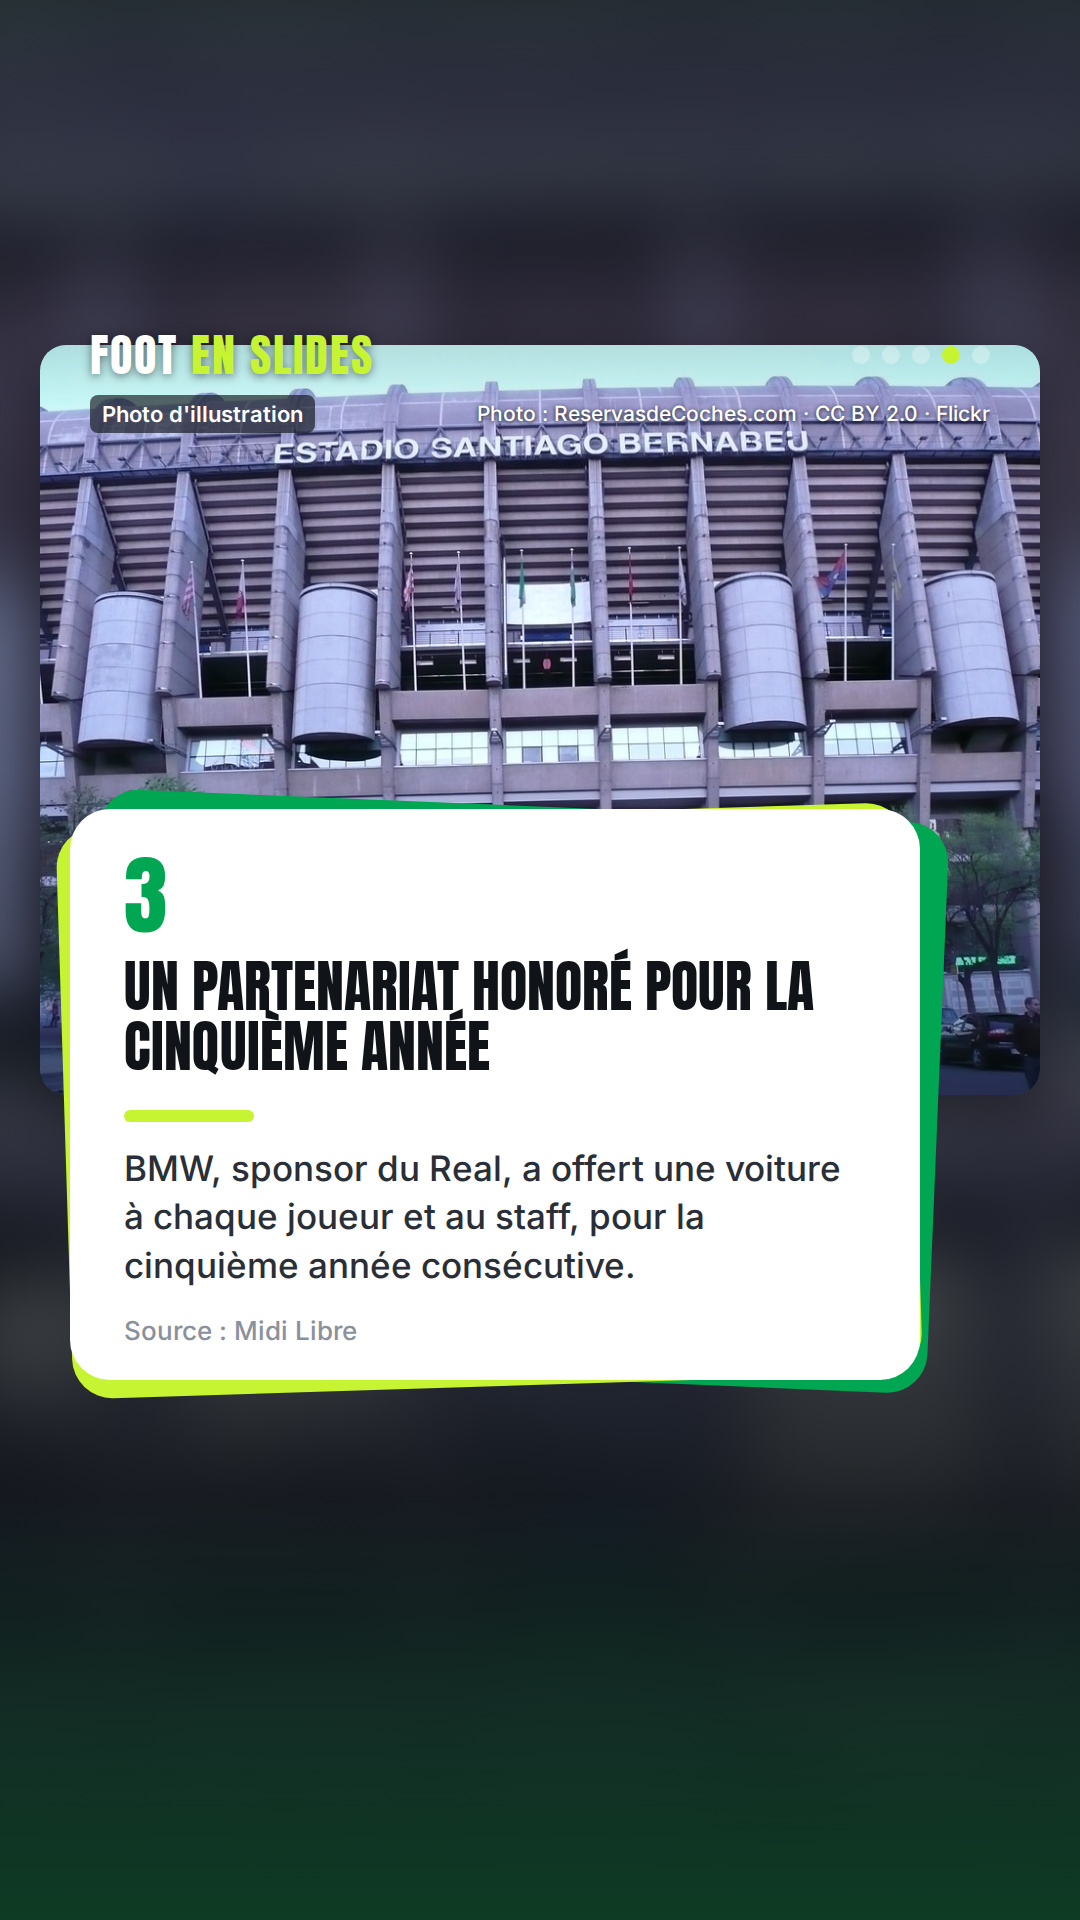 FOOT EN SLIDES
Photo d'illustration
Photo : ReservasdeCoches.com · CC BY 2.0 · Flickr
ESTADIO SANTIAGO BERNABEU
3
UN PARTENARIAT HONORÉ POUR LA
CINQUIÈME ANNÉE
BMW, sponsor du Real, a offert une voiture
à chaque joueur et au staff, pour la
cinquième année consécutive.
Source : Midi Libre